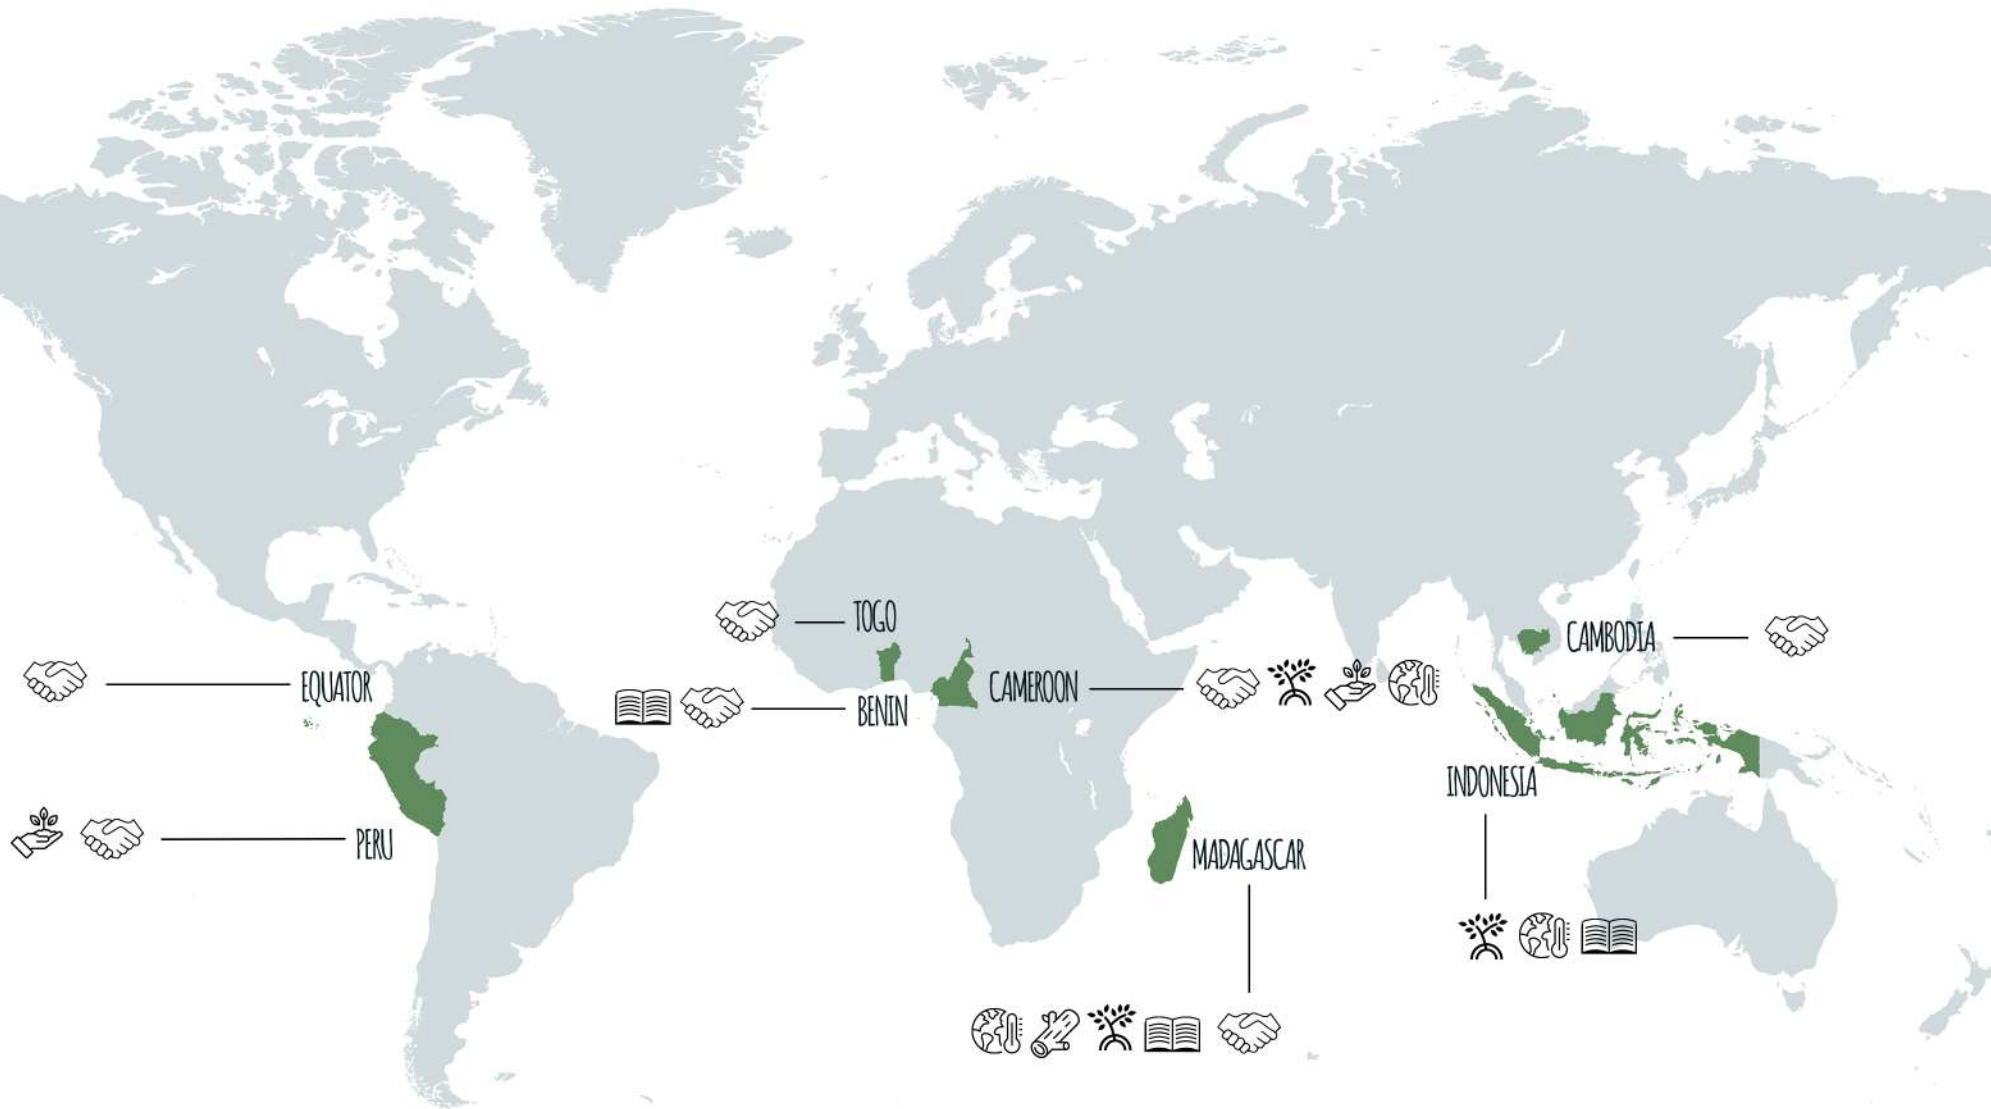 TOGO
CAMBODIA
EQUATOR
CAMEROON
BENIN
INDONESIA
PERU
MADAGASCAR